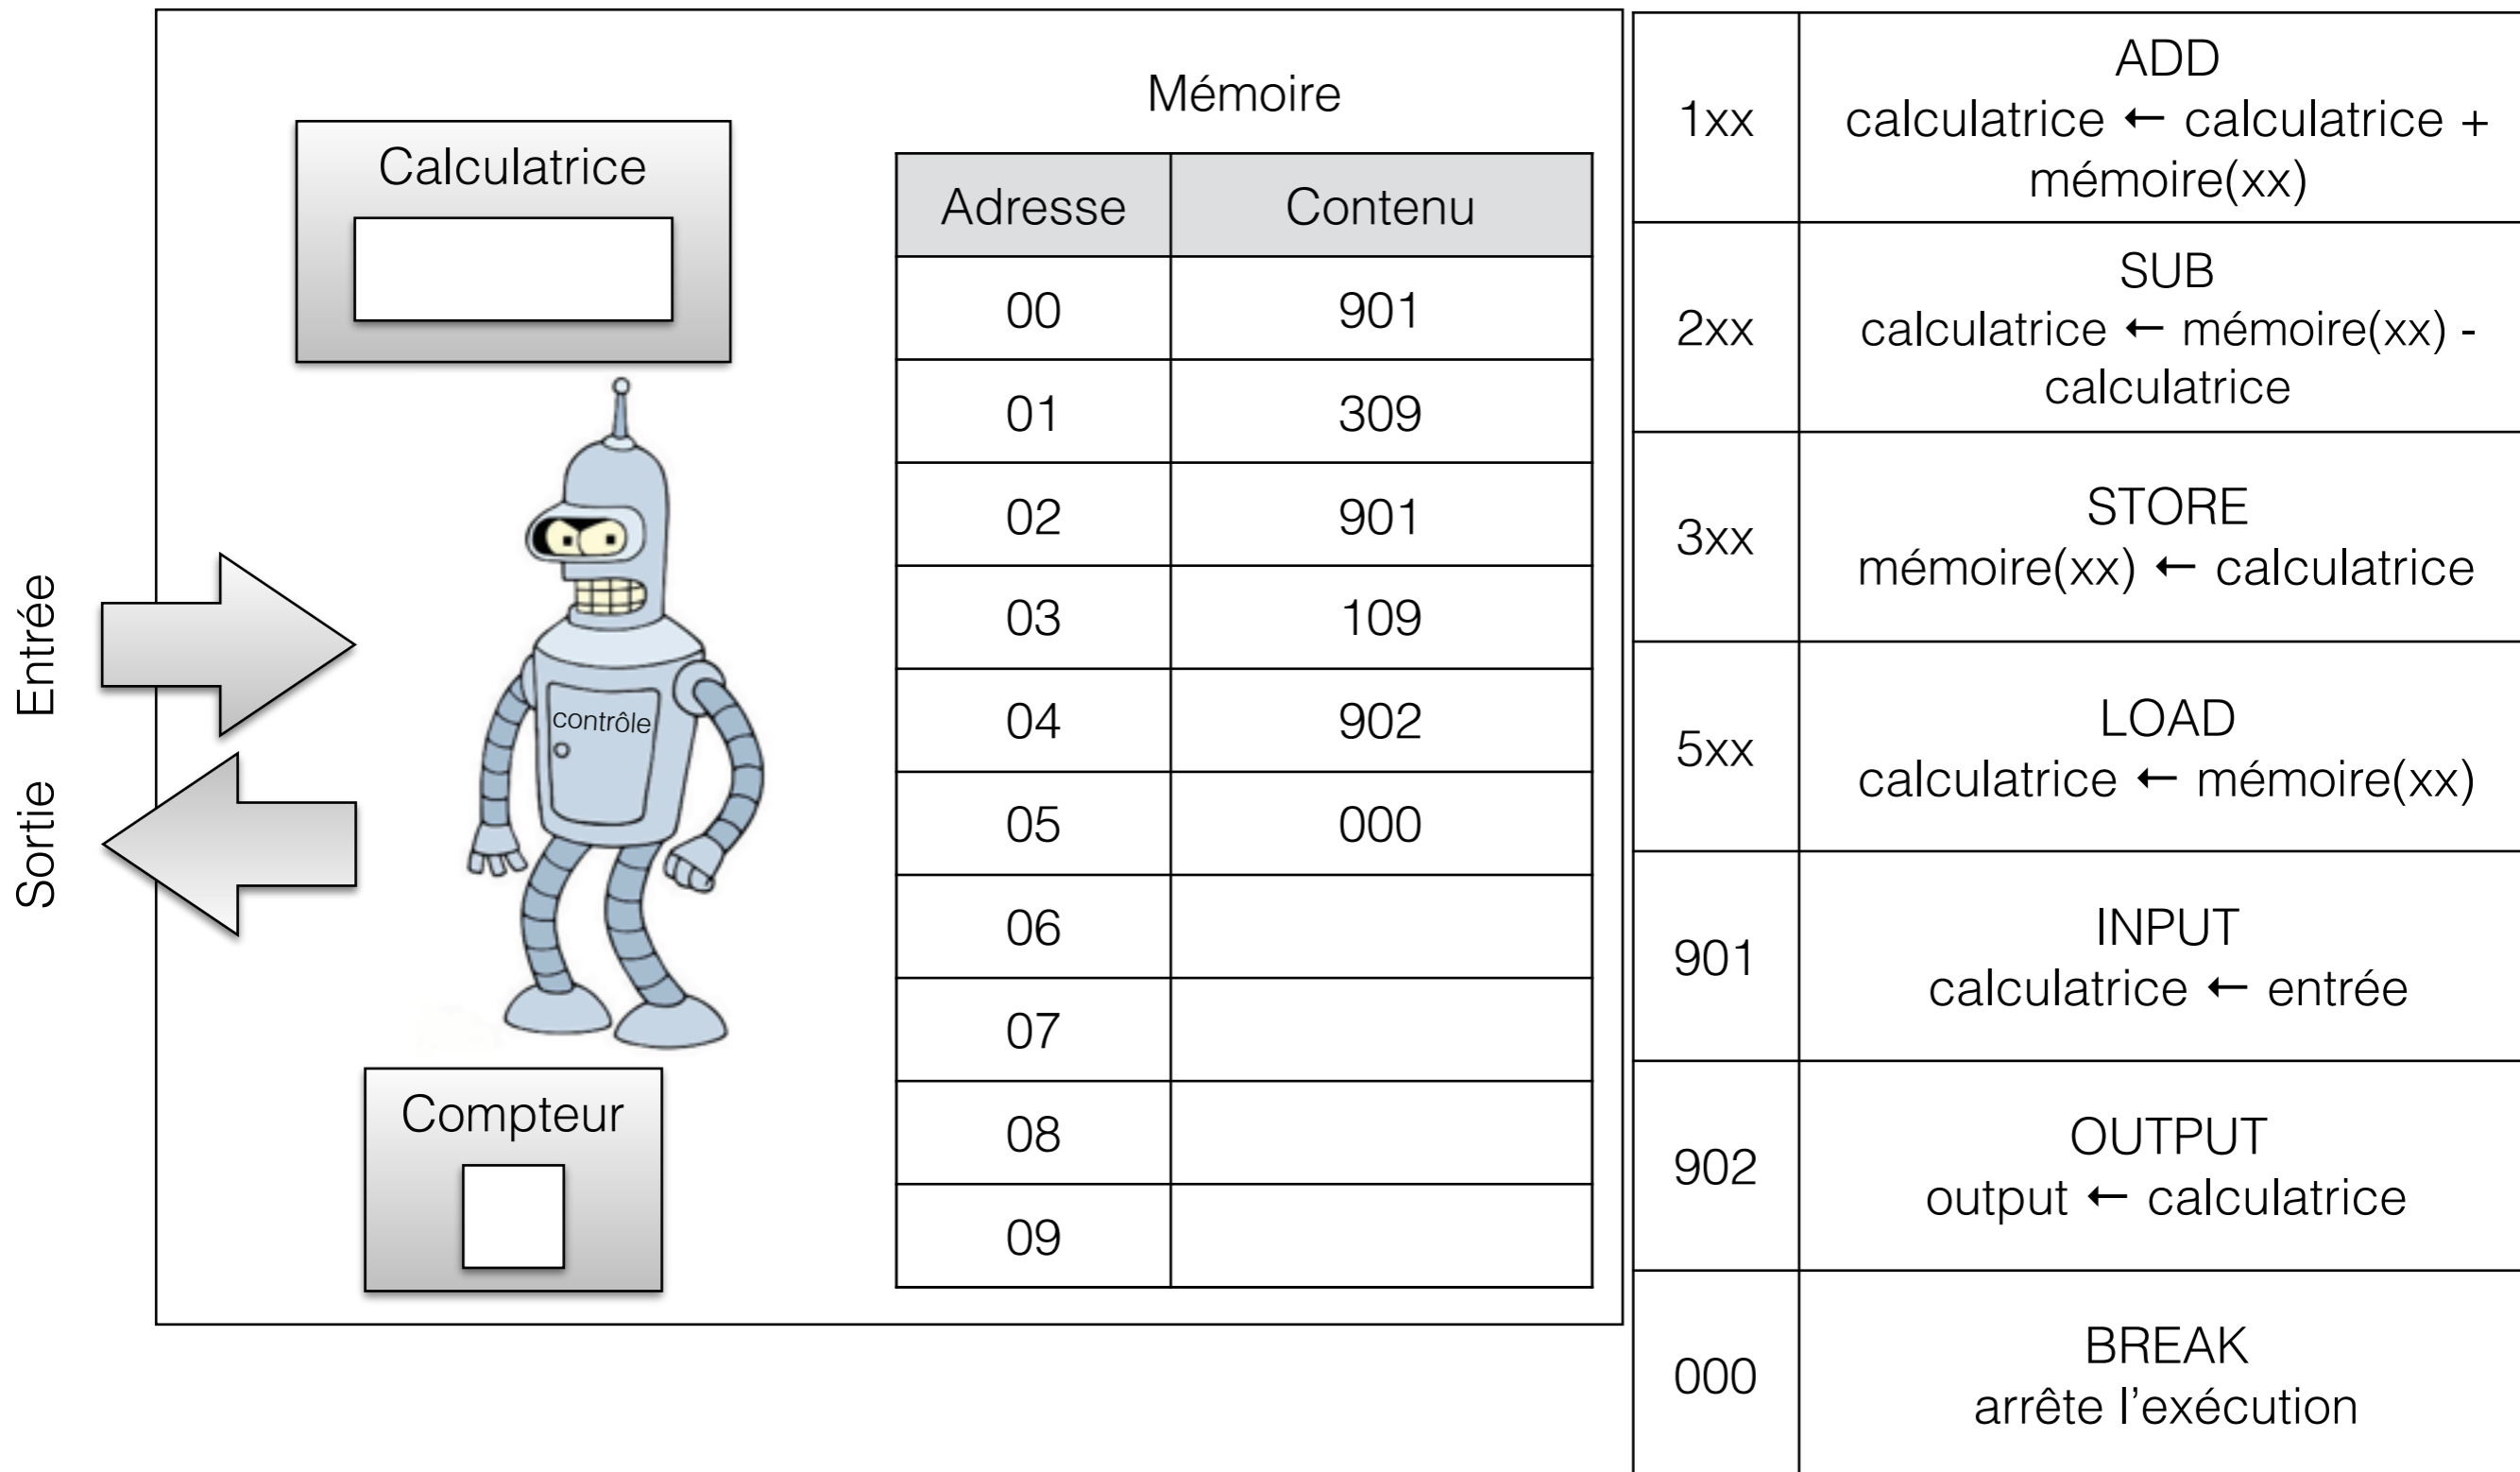 Entrée
Sortie
Calculatrice
contrôle
Compteur
Mémoire
Adresse Contenu
00 901
01 309
02 901
03 109
04 902
05 000
06
07
08
09
1xx
ADD
calculatrice ← calculatrice +
mémoire(xx)
2xx
SUB
calculatrice ← mémoire(xx) -
calculatrice
3xx
STORE
mémoire(xx) ← calculatrice
5xx
LOAD
calculatrice ← mémoire(xx)
901
INPUT
calculatrice ← entrée
902
OUTPUT
output ← calculatrice
000
BREAK
arrête l’exécution